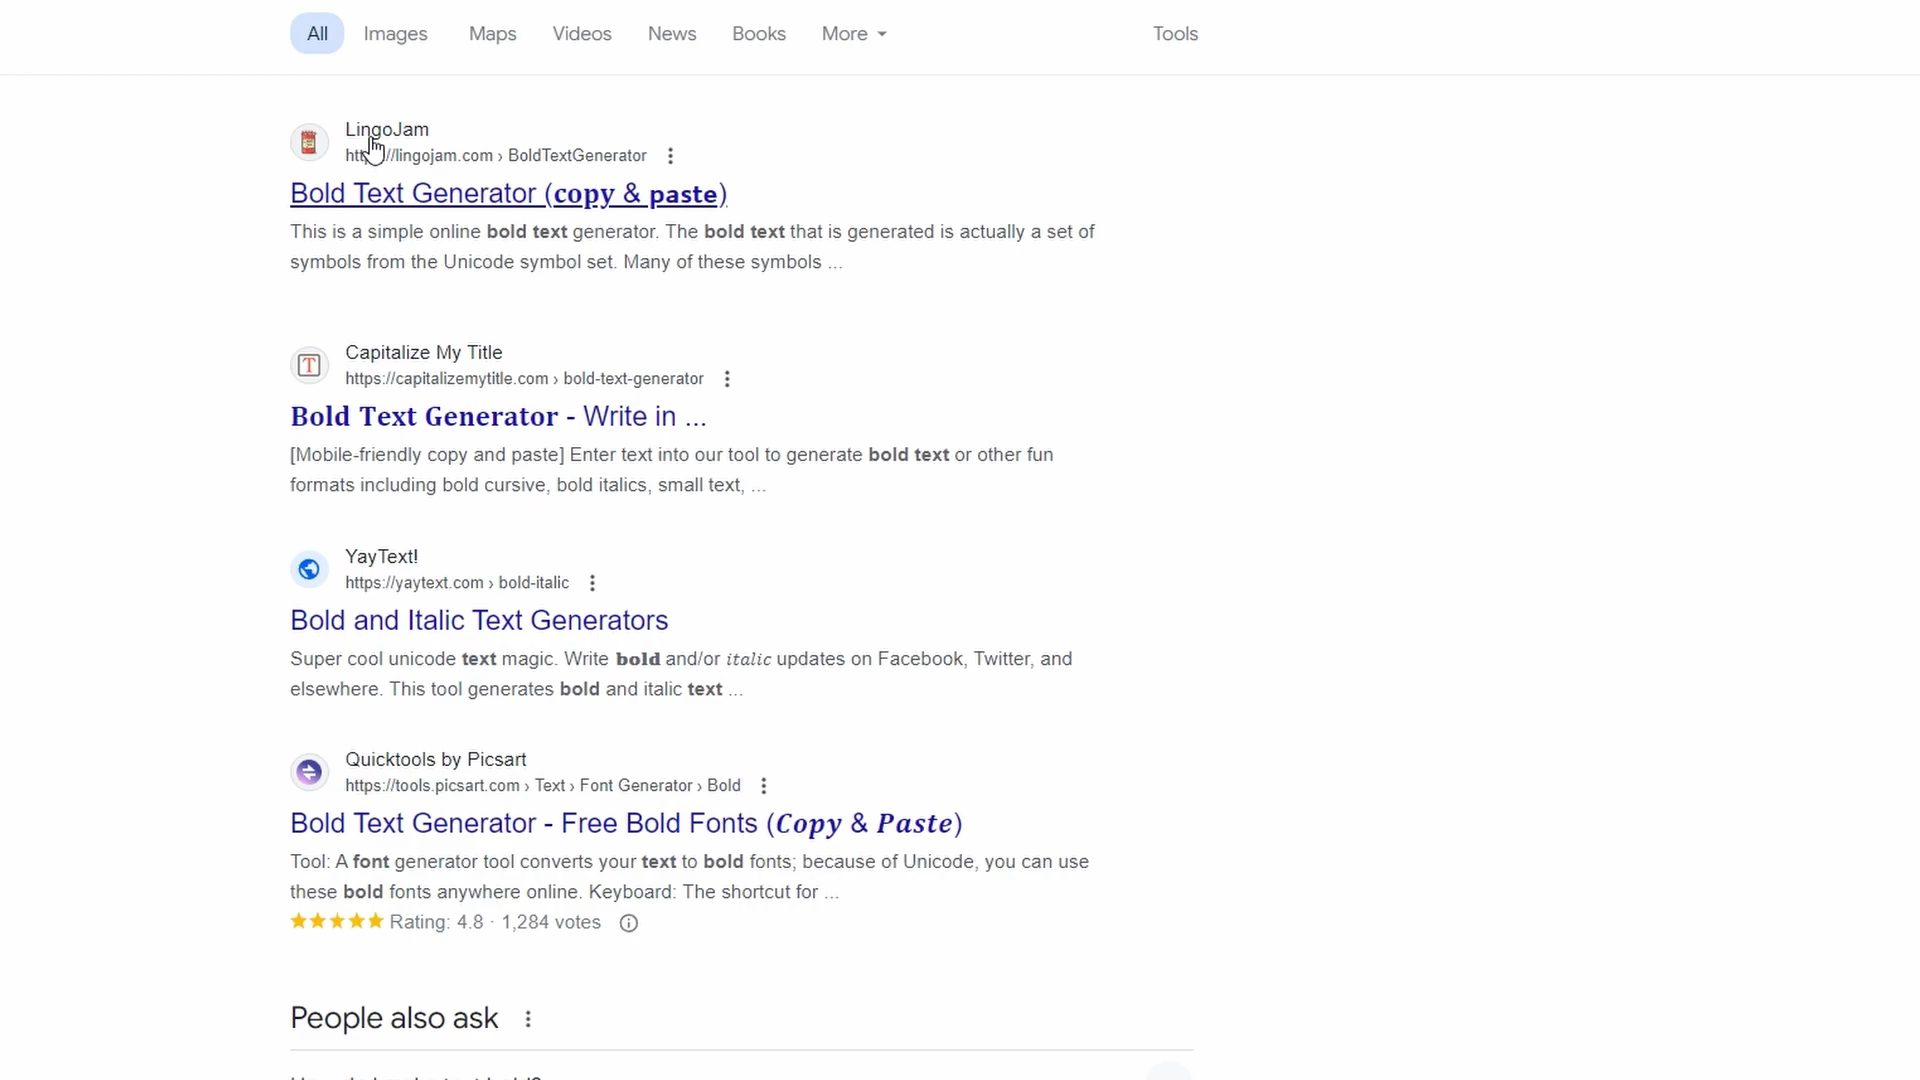 All Images Maps Videos News Books More Tools
LingoJam
https://lingojam.com › BoldTextGenerator
Bold Text Generator (𝐜𝐨𝐩𝐲 & 𝐩𝐚𝐬𝐭𝐞)
This is a simple online bold text generator. The bold text that is generated is actually a set of
symbols from the Unicode symbol set. Many of these symbols ...
Capitalize My Title
https://capitalizemytitle.com › bold-text-generator
𝐁𝐨𝐥𝐝 𝐓𝐞𝐱𝐭 𝐆𝐞𝐧𝐞𝐫𝐚𝐭𝐨𝐫 - Write in ...
[Mobile-friendly copy and paste] Enter text into our tool to generate bold text or other fun
formats including bold cursive, bold italics, small text, ...
YayText!
https://yaytext.com › bold-italic
Bold and Italic Text Generators
Super cool unicode text magic. Write 𝐛𝐨𝐥𝐝 and/or 𝑖𝑡𝑎𝑙𝑖𝑐 updates on Facebook, Twitter, and
elsewhere. This tool generates bold and italic text ...
Quicktools by Picsart
https://tools.picsart.com › Text › Font Generator › Bold
Bold Text Generator - Free Bold Fonts (𝑪𝒐𝒑𝒚 & 𝑷𝒂𝒔𝒕𝒆)
Tool: A font generator tool converts your text to bold fonts; because of Unicode, you can use
these bold fonts anywhere online. Keyboard: The shortcut for ...
Rating: 4.8 · 1,284 votes
People also ask